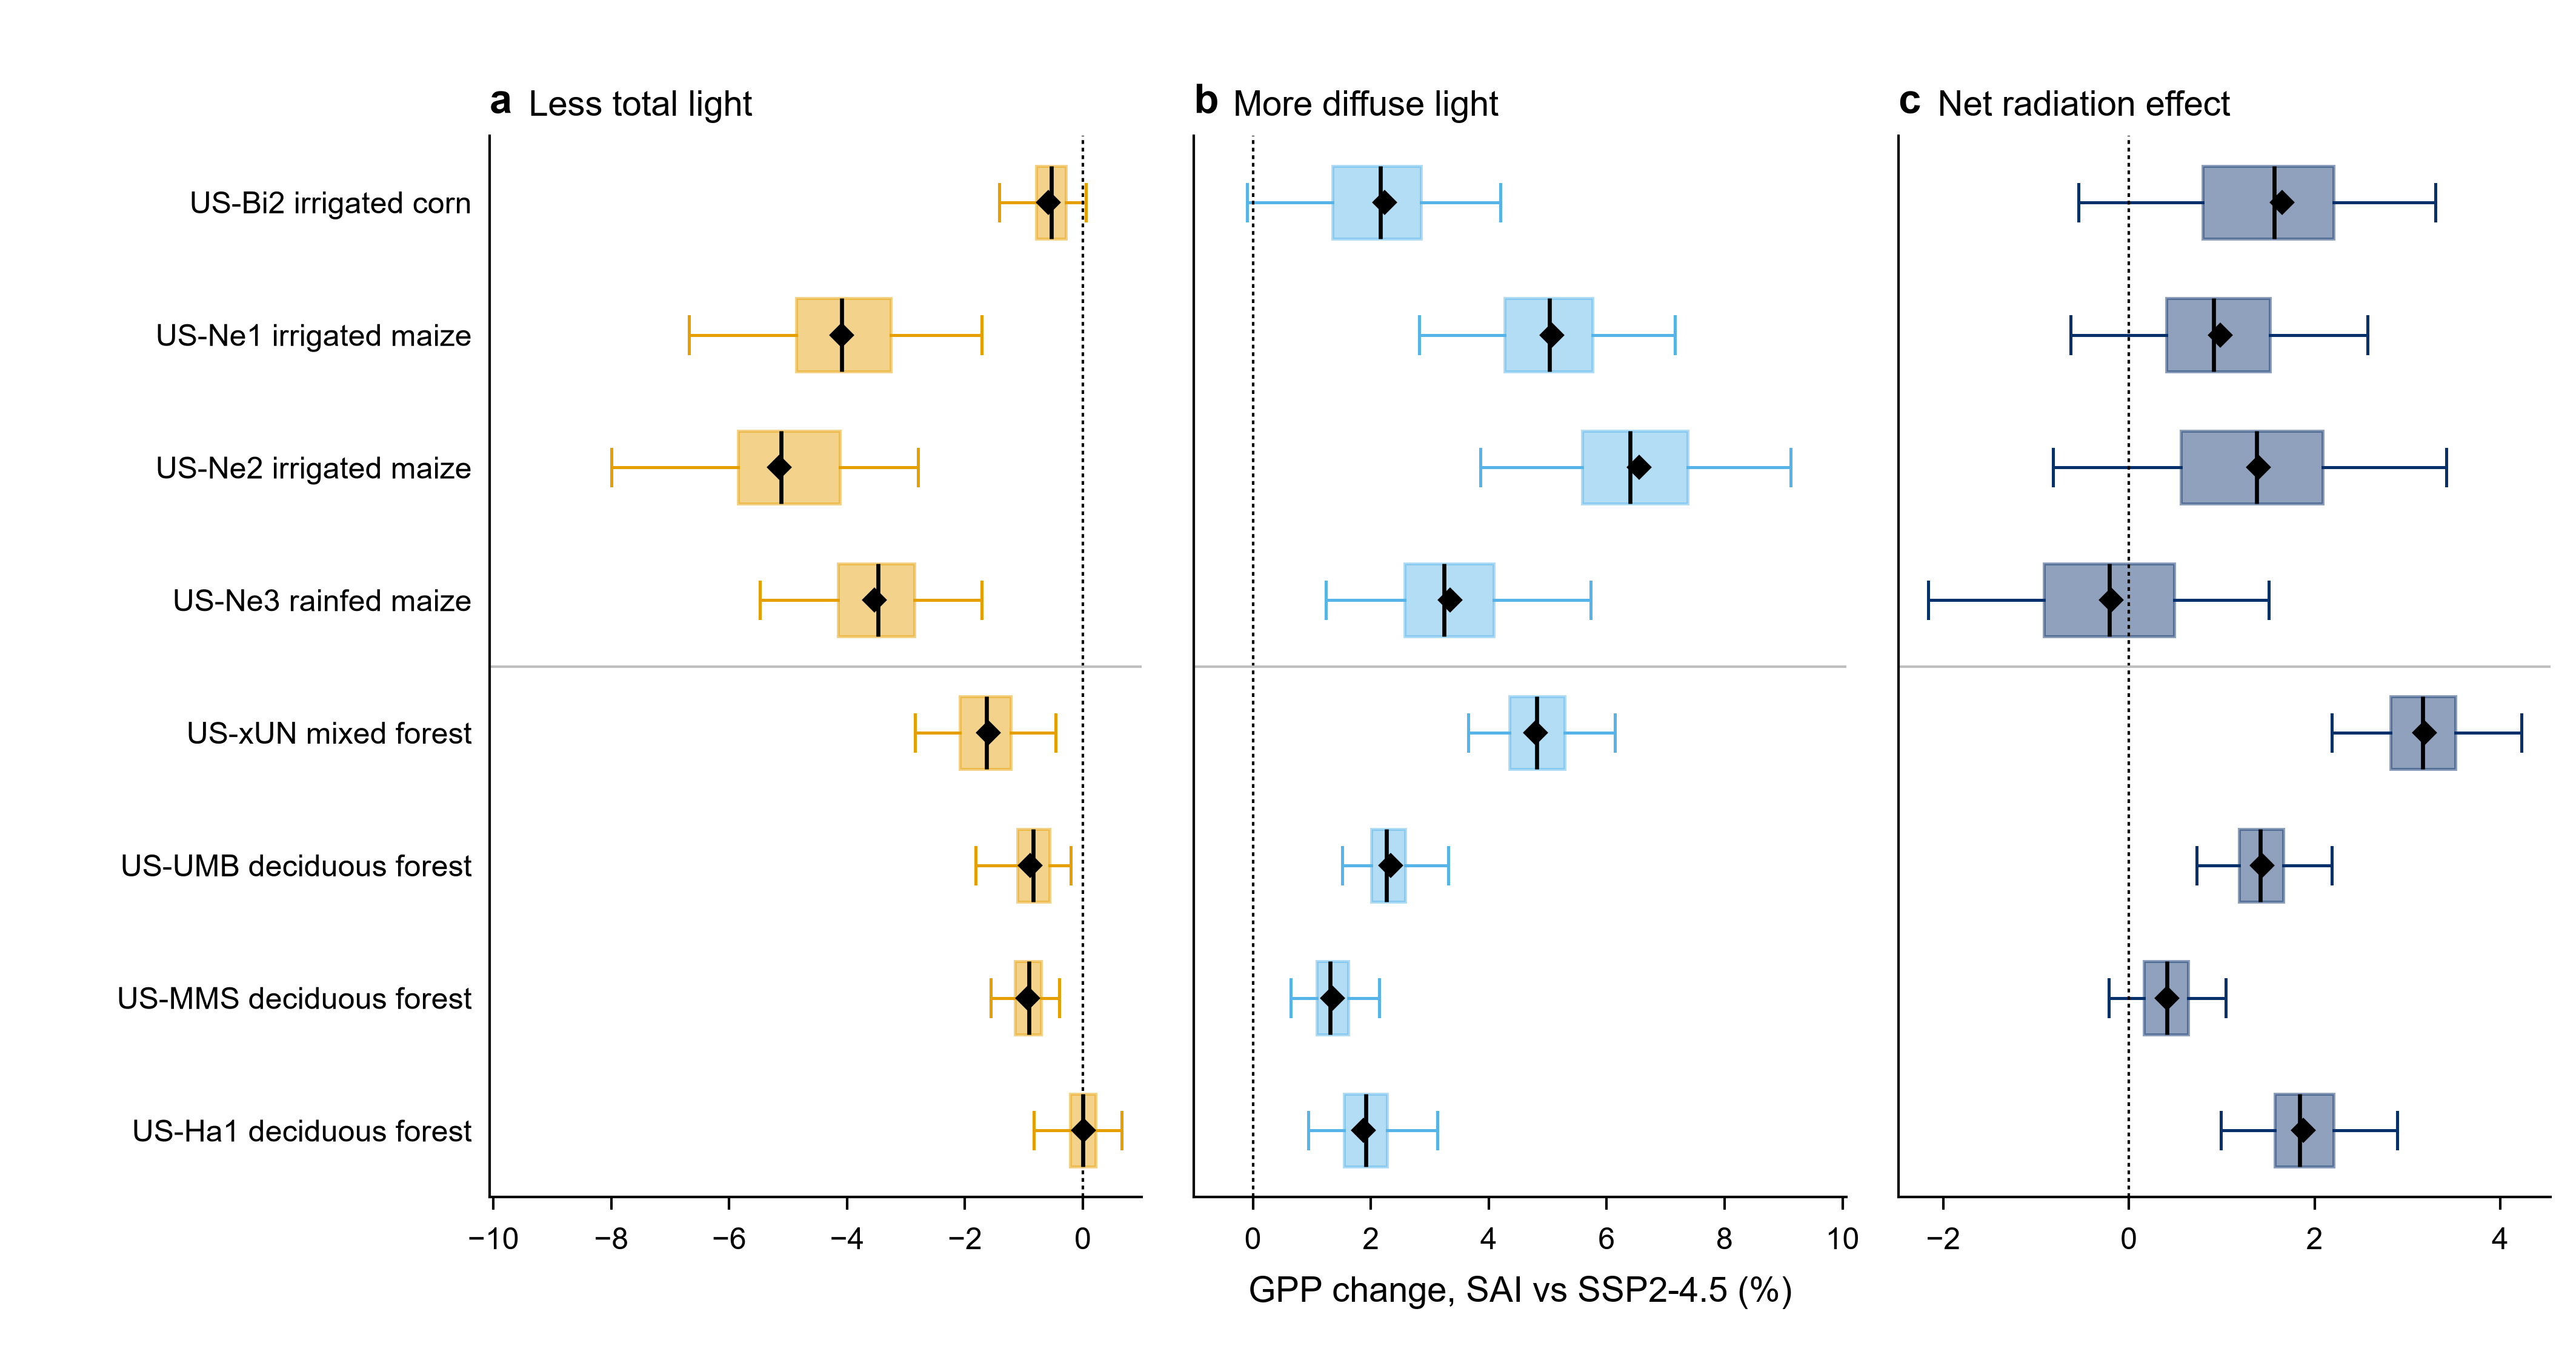 a Less total light
b More diffuse light
c Net radiation effect
US-Bi2 irrigated corn
US-Ne1 irrigated maize
US-Ne2 irrigated maize
US-Ne3 rainfed maize
US-xUN mixed forest
US-UMB deciduous forest
US-MMS deciduous forest
US-Ha1 deciduous forest
−10 −8 −6 −4 −2 0
0 2 4 6 8 10
−2 0 2 4
GPP change, SAI vs SSP2-4.5 (%)